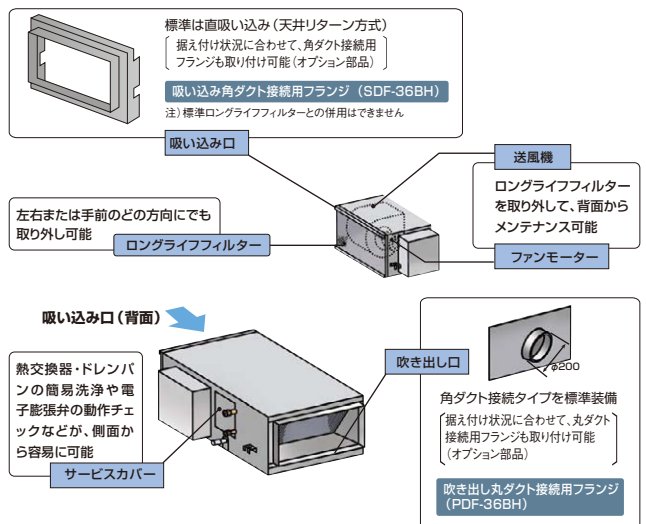 標準は直吸い込み(天井リターン方式)
据え付け状況に合わせて、角ダクト接続用
フランジも取り付け可能(オプション部品)
吸い込み角ダクト接続用フランジ(SDF-36BH)
注)標準ロングライフフィルターとの併用はできません
吸い込み口
送風機
ロングライフフィルター
を取り外して、背面から
メンテナンス可能
ファンモーター
左右または手前のどの方向にでも
取り外し可能
ロングライフフィルター
吸い込み口(背面)
熱交換器・ドレンパ
ンの簡易洗浄や電
子膨張弁の動作チェ
ックなどが、側面か
ら容易に可能
サービスカバー
吹き出し口
φ200
角ダクト接続タイプを標準装備
据え付け状況に合わせて、丸ダクト
接続用フランジも取り付け可能
(オプション部品)
吹き出し丸ダクト接続用フランジ
(PDF-36BH)